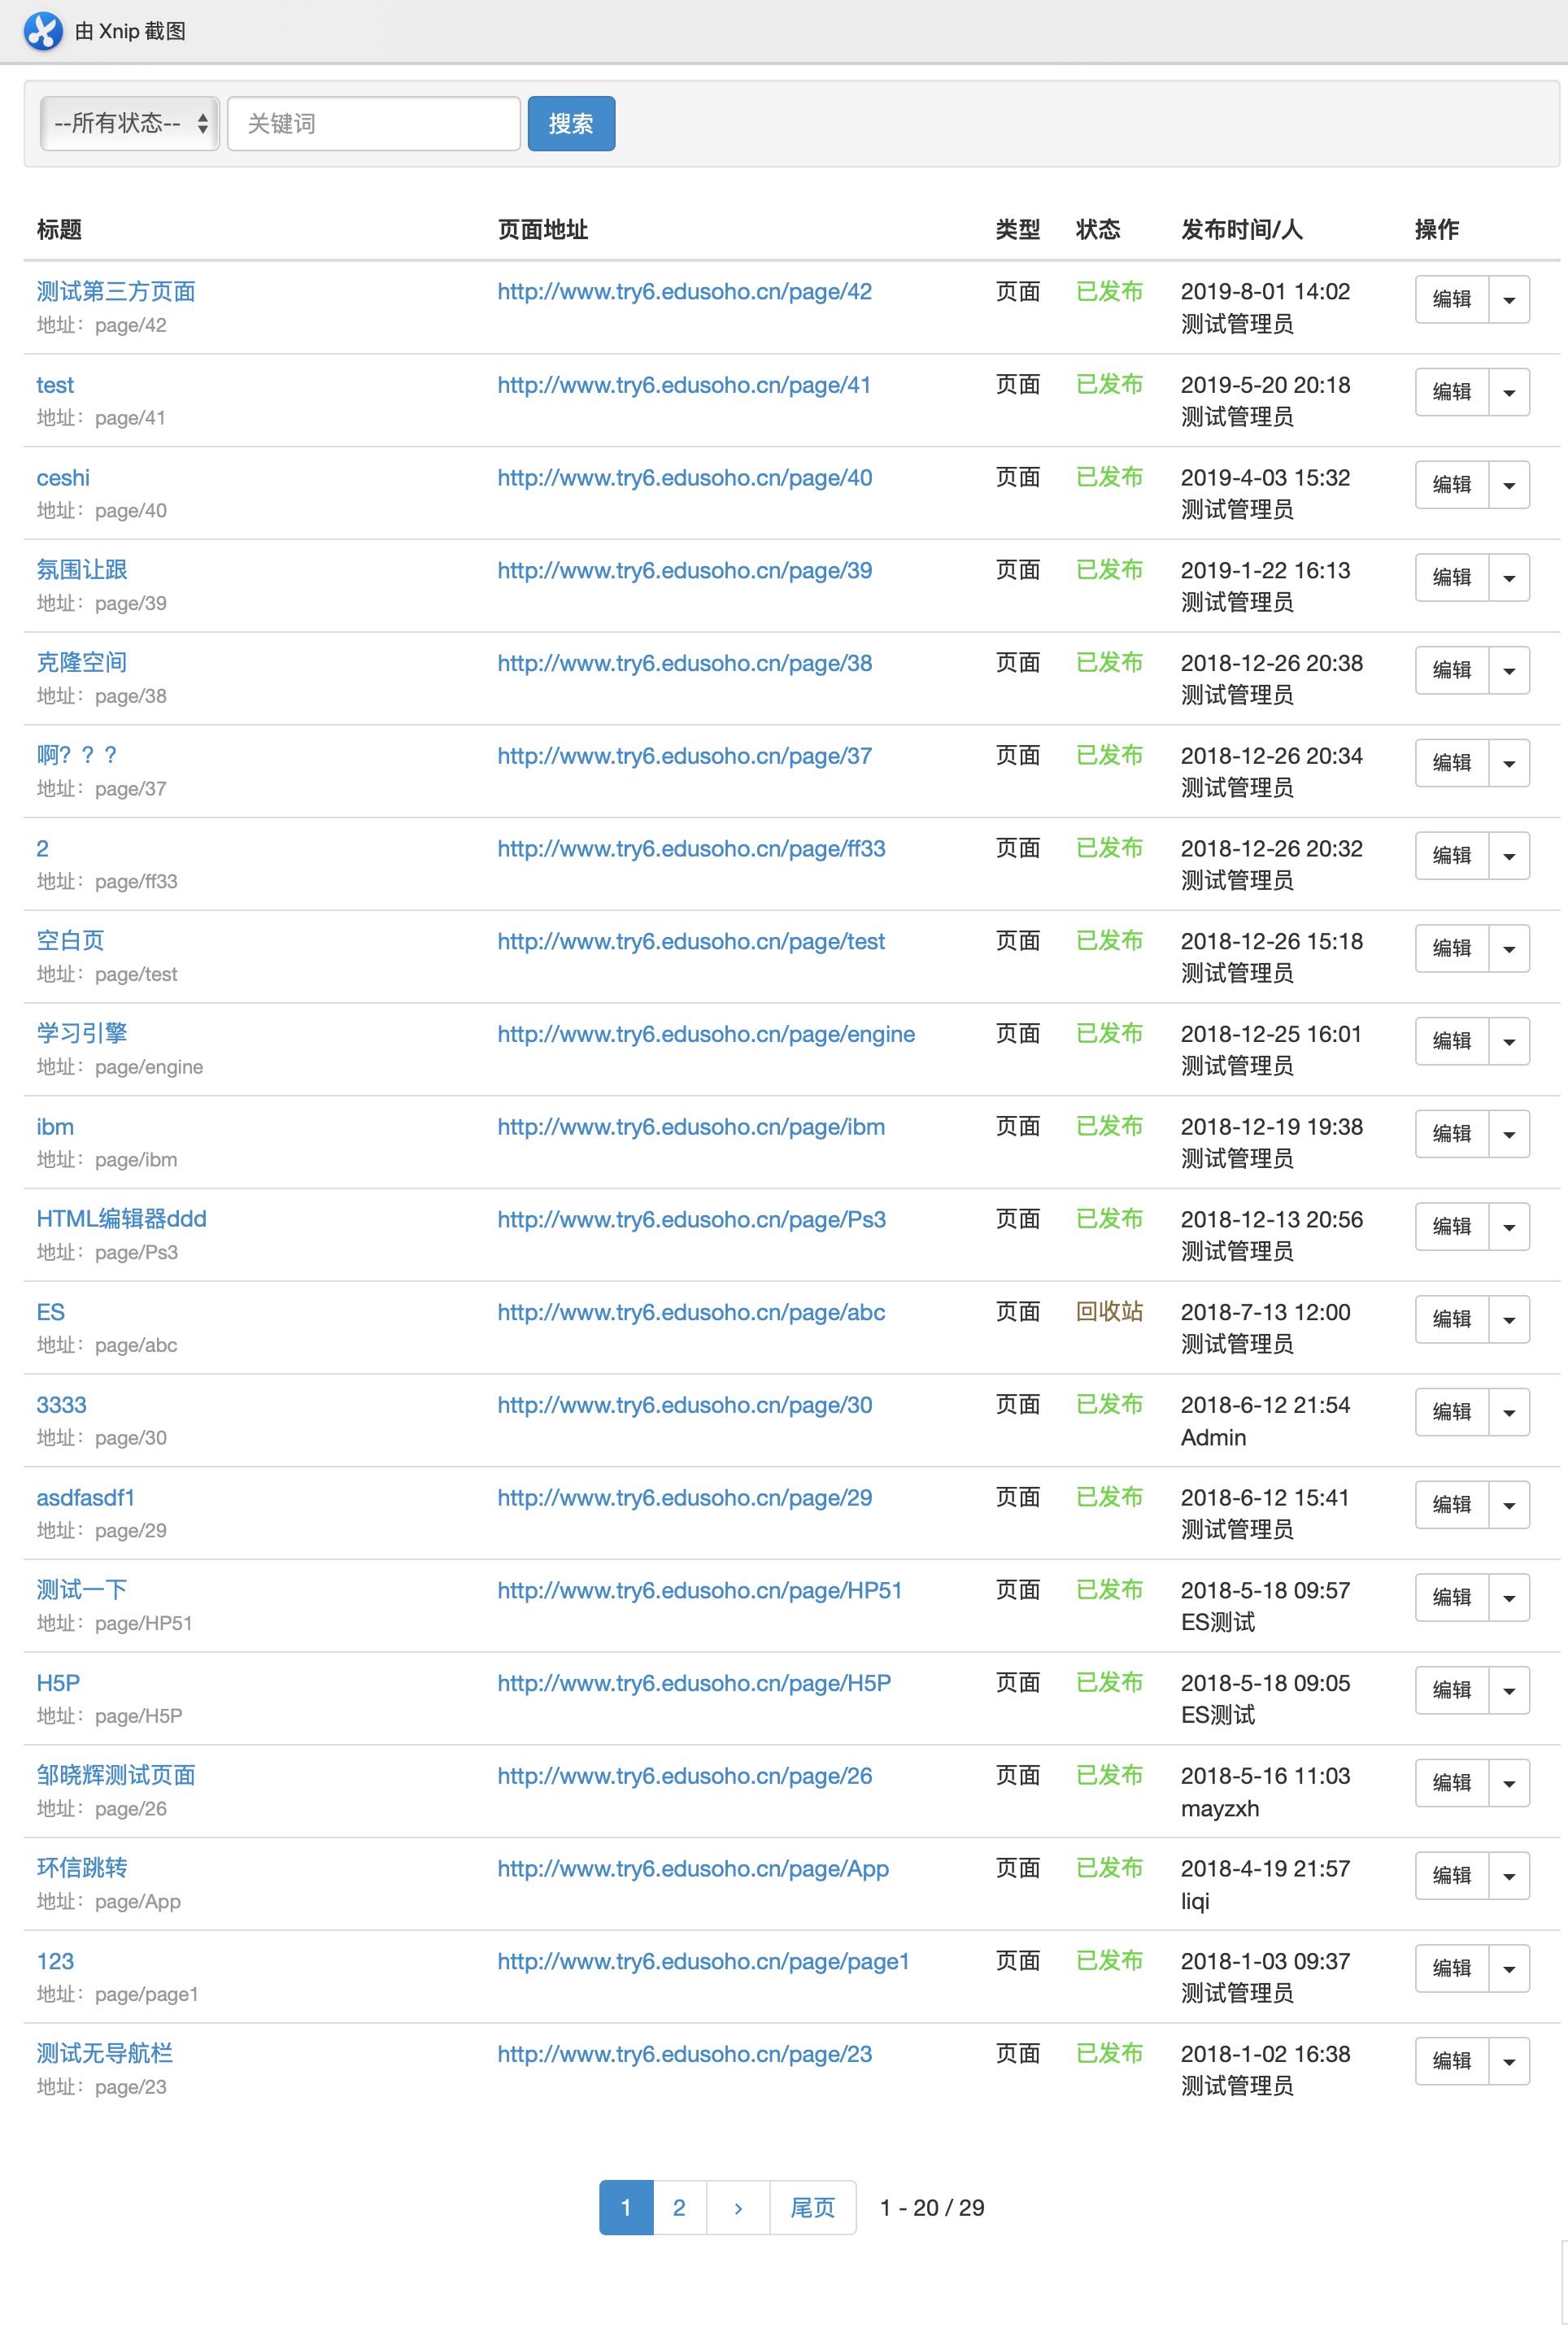 由 Xnip 截图
--所有状态-- 关键词 搜索
标题 页面地址 类型 状态 发布时间/人 操作
测试第三方页面 http://www.try6.edusoho.cn/page/42 页面 已发布 2019-8-01 14:02 编辑
地址：page/42 测试管理员
test http://www.try6.edusoho.cn/page/41 页面 已发布 2019-5-20 20:18 编辑
地址：page/41 测试管理员
ceshi http://www.try6.edusoho.cn/page/40 页面 已发布 2019-4-03 15:32 编辑
地址：page/40 测试管理员
氛围让跟 http://www.try6.edusoho.cn/page/39 页面 已发布 2019-1-22 16:13 编辑
地址：page/39 测试管理员
克隆空间 http://www.try6.edusoho.cn/page/38 页面 已发布 2018-12-26 20:38 编辑
地址：page/38 测试管理员
啊？？？ http://www.try6.edusoho.cn/page/37 页面 已发布 2018-12-26 20:34 编辑
地址：page/37 测试管理员
2 http://www.try6.edusoho.cn/page/ff33 页面 已发布 2018-12-26 20:32 编辑
地址：page/ff33 测试管理员
空白页 http://www.try6.edusoho.cn/page/test 页面 已发布 2018-12-26 15:18 编辑
地址：page/test 测试管理员
学习引擎 http://www.try6.edusoho.cn/page/engine 页面 已发布 2018-12-25 16:01 编辑
地址：page/engine 测试管理员
ibm http://www.try6.edusoho.cn/page/ibm 页面 已发布 2018-12-19 19:38 编辑
地址：page/ibm 测试管理员
HTML编辑器ddd http://www.try6.edusoho.cn/page/Ps3 页面 已发布 2018-12-13 20:56 编辑
地址：page/Ps3 测试管理员
ES http://www.try6.edusoho.cn/page/abc 页面 回收站 2018-7-13 12:00 编辑
地址：page/abc 测试管理员
3333 http://www.try6.edusoho.cn/page/30 页面 已发布 2018-6-12 21:54 编辑
地址：page/30 Admin
asdfasdf1 http://www.try6.edusoho.cn/page/29 页面 已发布 2018-6-12 15:41 编辑
地址：page/29 测试管理员
测试一下 http://www.try6.edusoho.cn/page/HP51 页面 已发布 2018-5-18 09:57 编辑
地址：page/HP51 ES测试
H5P http://www.try6.edusoho.cn/page/H5P 页面 已发布 2018-5-18 09:05 编辑
地址：page/H5P ES测试
邹晓辉测试页面 http://www.try6.edusoho.cn/page/26 页面 已发布 2018-5-16 11:03 编辑
地址：page/26 mayzxh
环信跳转 http://www.try6.edusoho.cn/page/App 页面 已发布 2018-4-19 21:57 编辑
地址：page/App liqi
123 http://www.try6.edusoho.cn/page/page1 页面 已发布 2018-1-03 09:37 编辑
地址：page/page1 测试管理员
测试无导航栏 http://www.try6.edusoho.cn/page/23 页面 已发布 2018-1-02 16:38 编辑
地址：page/23 测试管理员
1 2 › 尾页 1 - 20 / 29